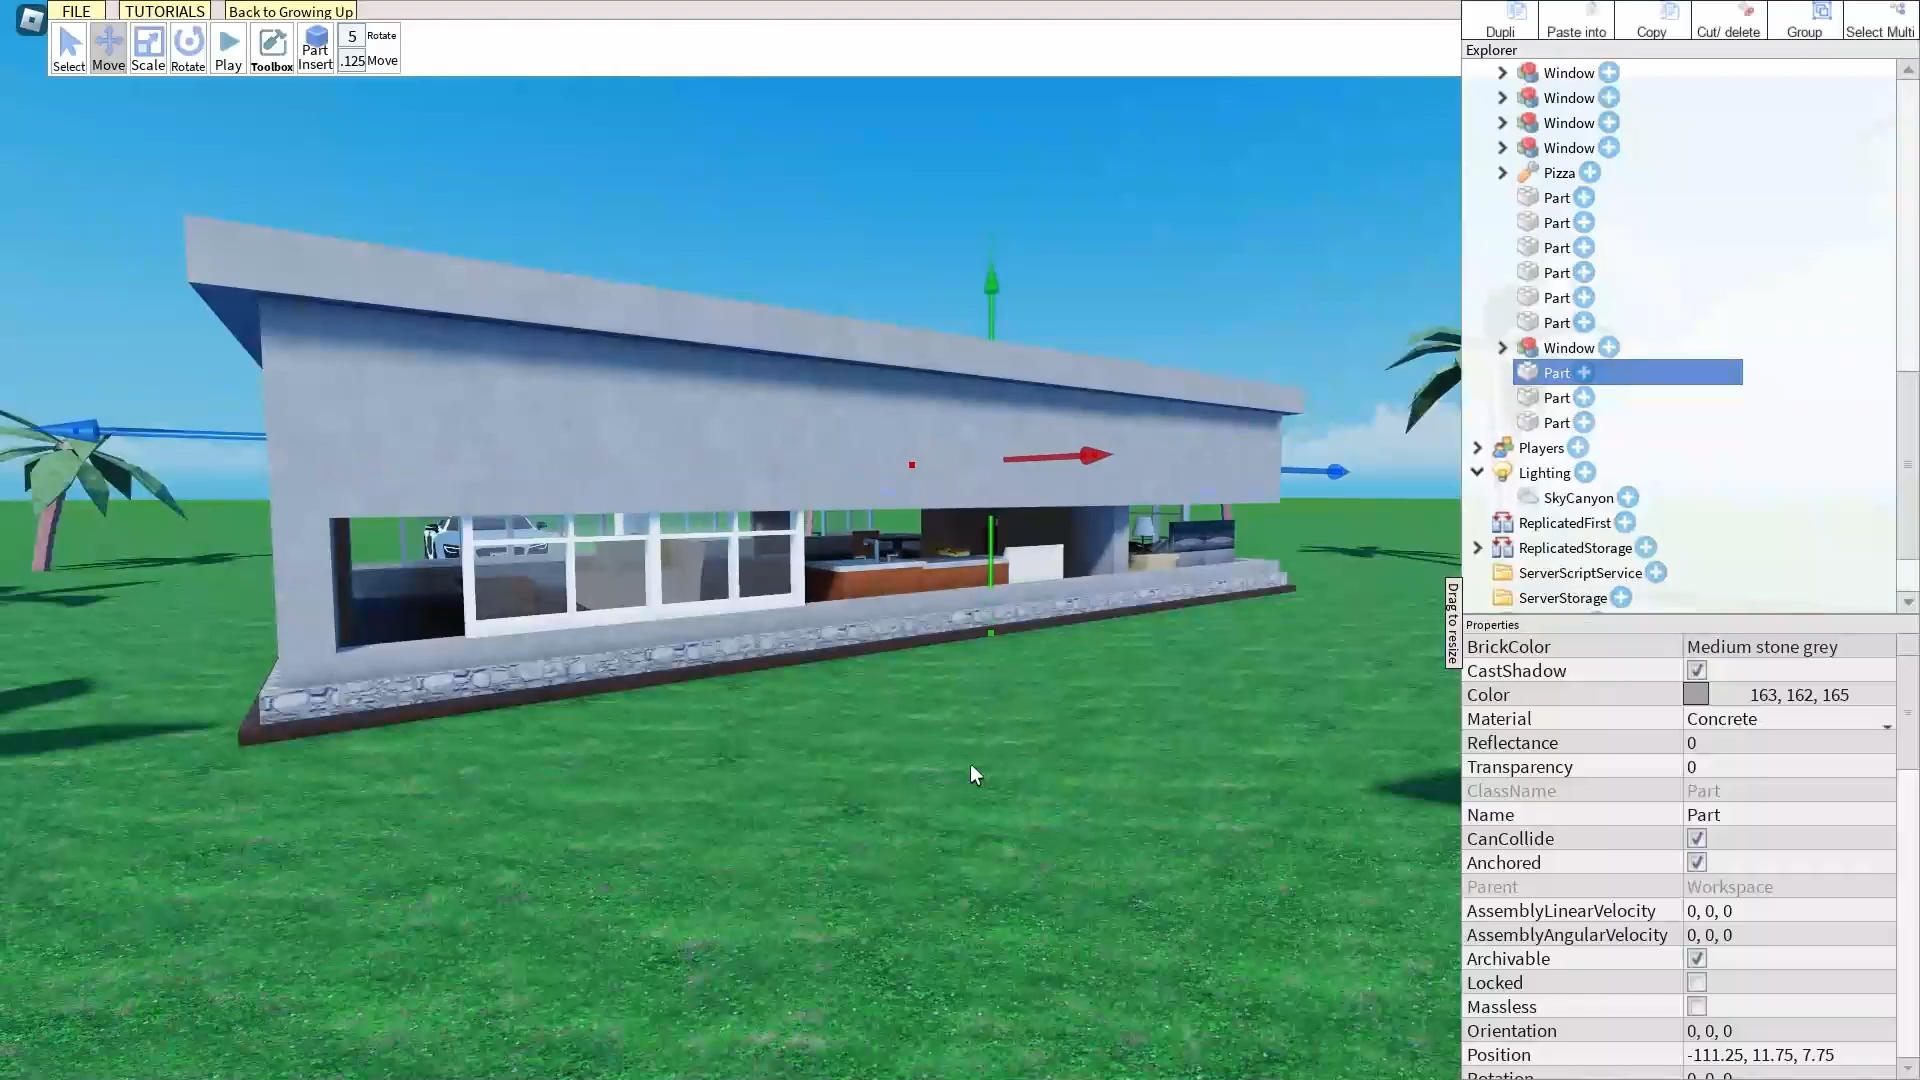 FILE
TUTORIALS
Back to Growing Up
Select
Move
Scale
Rotate
Play
Toolbox
Part
Insert
5
Rotate
.125
Move
Dupli
Paste into
Copy
Cut/ delete
Group
Select Multi
Explorer
Window
Window
Window
Window
Pizza
Part
Part
Part
Part
Part
Part
Window
Part
Part
Part
Players
Lighting
SkyCanyon
ReplicatedFirst
ReplicatedStorage
ServerScriptService
ServerStorage
Drag to resize
Properties
BrickColor Medium stone grey
CastShadow
Color 163, 162, 165
Material Concrete
Reflectance 0
Transparency 0
ClassName Part
Name Part
CanCollide
Anchored
Parent Workspace
AssemblyLinearVelocity 0, 0, 0
AssemblyAngularVelocity 0, 0, 0
Archivable
Locked
Massless
Orientation 0, 0, 0
Position -111.25, 11.75, 7.75